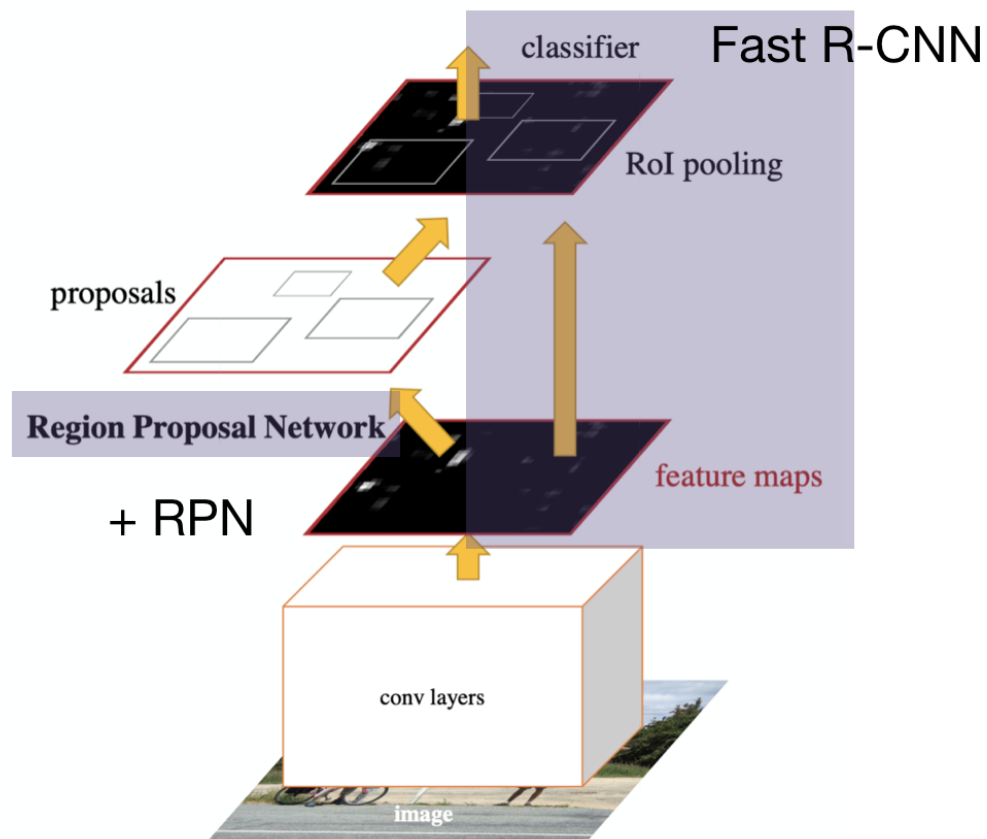 classifier
Fast R-CNN
RoI pooling
proposals
Region Proposal Network
feature maps
+ RPN
conv layers
image